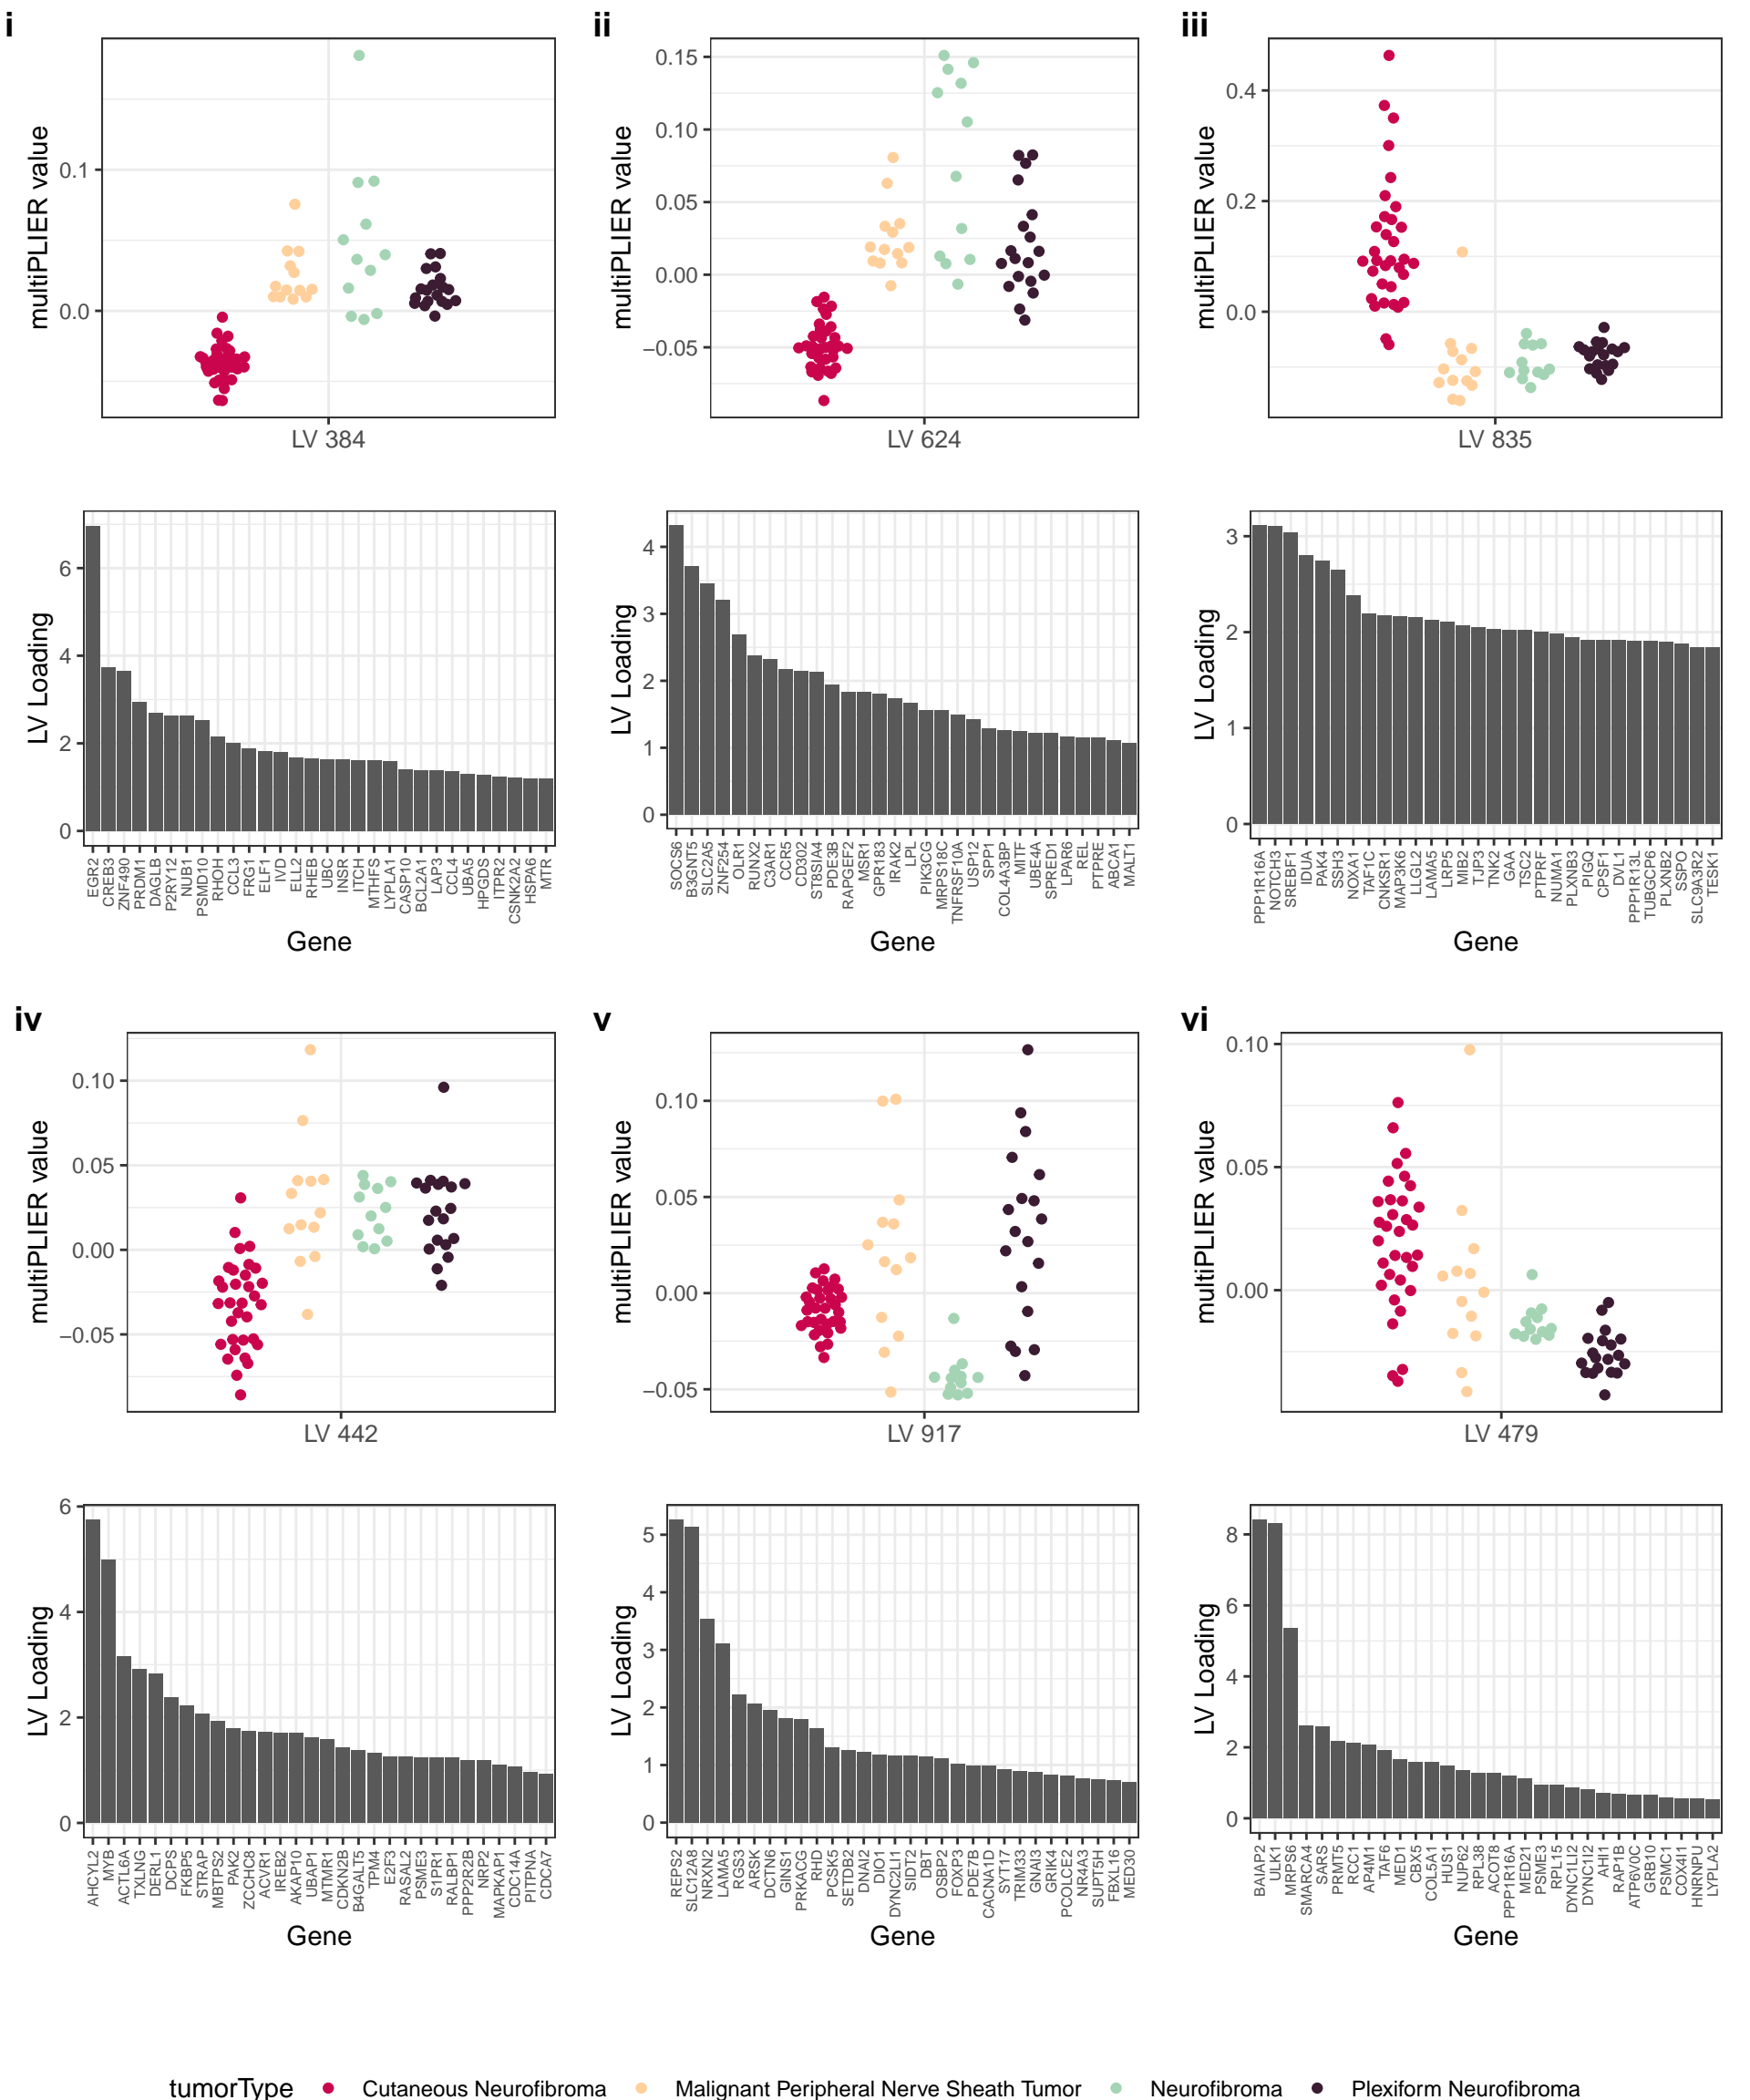 i
ii
iii
multiPLIER value
0.1
0.0
LV 384
multiPLIER value
0.15
0.10
0.05
0.00
−0.05
LV 624
multiPLIER value
0.4
0.2
0.0
LV 835
LV Loading
6
4
2
0
EGR2
CREB3
ZNF490
PRDM1
DAGLB
P2RY12
NUB1
PSMD10
RHOH
CCL3
FRG1
ELF1
IVD
ELL2
RHEB
UBC
INSR
ITCH
MTHFS
LYPLA1
CASP10
BCL2A1
LAP3
CCL4
UBA5
HPGDS
ITPR2
CSNK2A2
HSPA6
MTR
Gene
LV Loading
4
3
2
1
0
SOCS6
B3GNT5
SLC2A5
ZNF254
OLR1
RUNX2
C3AR1
CCR5
CD302
ST8SIA4
PDE3B
RAPGEF2
MSR1
GPR183
IRAK2
LPL
PIK3CG
MRPS18C
TNFRSF10A
USP12
SPP1
COL4A3BP
MITF
UBE4A
SPRED1
LPAR6
REL
PTPRE
ABCA1
MALT1
Gene
LV Loading
3
2
1
0
PPP1R16A
NOTCH3
SREBF1
IDUA
PAK4
SSH3
NOXA1
TAF1C
CNKSR1
MAP3K6
LLGL2
LAMA5
LRP5
MIB2
TJP3
TNK2
GAA
TSC2
PTPRF
NUMA1
PLXNB3
PIGQ
CPSF1
DVL1
PPP1R13L
TUBGCP6
PLXNB2
SSPO
SLC9A3R2
TESK1
Gene
iv
v
vi
multiPLIER value
0.10
0.05
0.00
−0.05
LV 442
multiPLIER value
0.10
0.05
0.00
−0.05
LV 917
multiPLIER value
0.10
0.05
0.00
LV 479
LV Loading
6
4
2
0
AHCYL2
MYB
ACTL6A
TXLNG
DERL1
DCPS
FKBP5
STRAP
MBTPS2
PAK2
ZCCHC8
ACVR1
IREB2
AKAP10
UBAP1
MTMR1
CDKN2B
B4GALT5
TPM4
E2F3
RASAL2
PSME3
S1PR1
RALBP1
PPP2R2B
NRP2
MAPKAP1
CDC14A
PITPNA
CDCA7
Gene
LV Loading
5
4
3
2
1
0
REPS2
SLC12A8
NRXN2
LAMA5
RGS3
ARSK
DCTN6
GINS1
PRKACG
RHD
PCSK5
SETDB2
DNAI2
DIO1
DYNC2LI1
SIDT2
DBT
OSBP2
FOXP3
PDE7B
CACNA1D
SYT17
TRIM33
GNAI3
GRIK4
PCOLCE2
NR4A3
SUPT5H
FBXL16
MED30
Gene
LV Loading
8
6
4
2
0
BAIAP2
ULK1
MRPS6
SMARCA4
SARS
PRMT5
RCC1
AP4M1
TAF6
MED1
CBX5
COL5A1
HUS1
NUP62
RPL38
ACOT8
PPP1R16A
MED21
PSME3
RPL15
DYNC1LI2
DYNC1I2
AHI1
RAP1B
ATP6V0C
GRB10
PSMC1
COX4I1
HNRNPU
LYPLA2
Gene
tumorType Cutaneous Neurofibroma Malignant Peripheral Nerve Sheath Tumor Neurofibroma Plexiform Neurofibroma